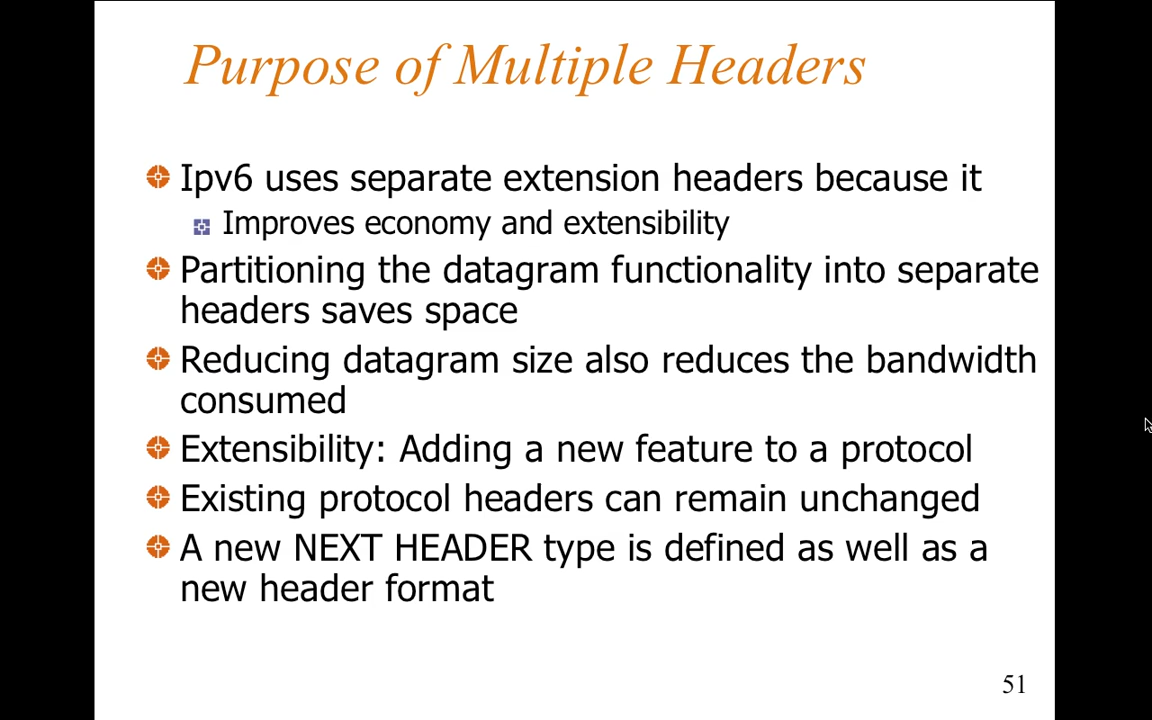 Purpose of Multiple Headers
Ipv6 uses separate extension headers because it
Improves economy and extensibility
Partitioning the datagram functionality into separate
headers saves space
Reducing datagram size also reduces the bandwidth
consumed
Extensibility: Adding a new feature to a protocol
Existing protocol headers can remain unchanged
A new NEXT HEADER type is defined as well as a
new header format
51